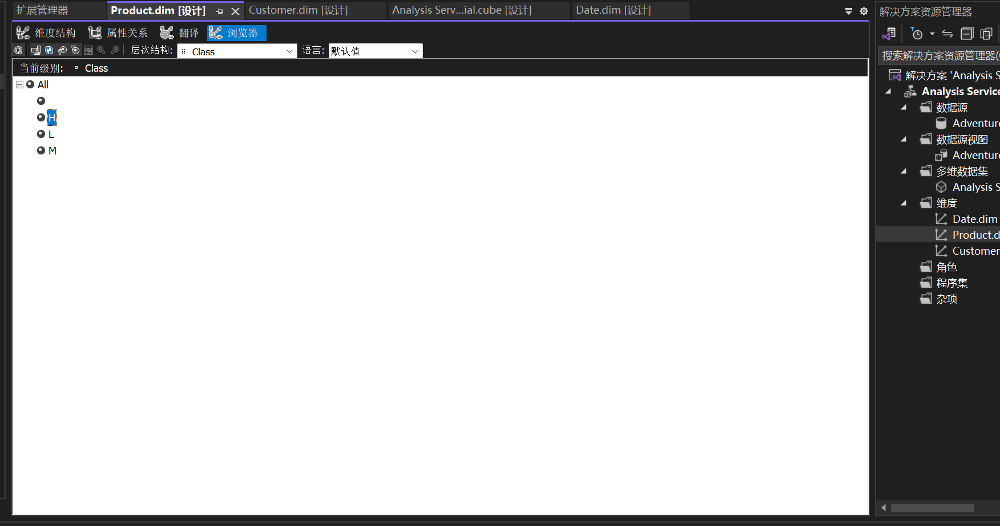 扩展管理器
Product.dim [设计]
Customer.dim [设计]
Analysis Serv...ial.cube [设计]
Date.dim [设计]
维度结构
属性关系
翻译
浏览器
层次结构:
Class
语言:
默认值
当前级别:
Class
All
H
L
M
解决方案资源管理器
搜索解决方案资源管理器(
解决方案 'Analysis S
Analysis Service
数据源
Adventure
数据源视图
Adventure
多维数据集
Analysis S
维度
Date.dim
Product.d
Customer
角色
程序集
杂项